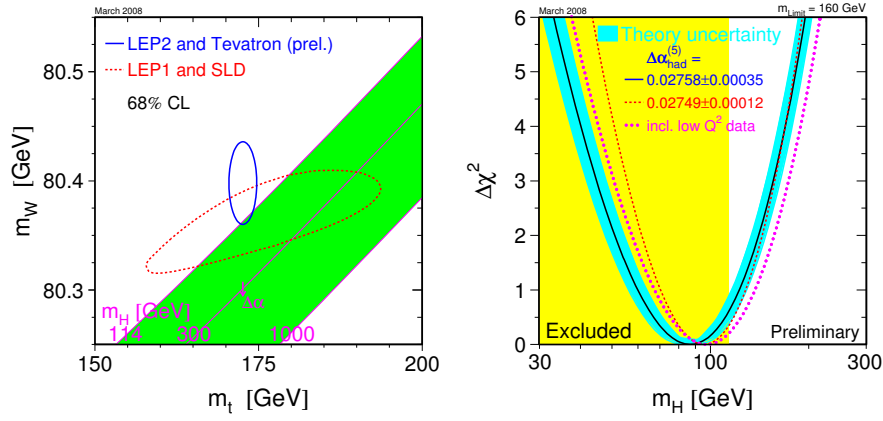 March 2008
LEP2 and Tevatron (prel.)
LEP1 and SLD
68% CL
80.5
80.4
80.3
m_W [GeV]
m_H [GeV]
114 300 1000
Δα
150 175 200
m_t [GeV]
March 2008
m_Limit = 160 GeV
Theory uncertainty
Δα_had^(5) =
0.02758±0.00035
0.02749±0.00012
incl. low Q² data
6
5
4
3
2
1
0
Δχ²
Excluded
Preliminary
30 100 300
m_H [GeV]